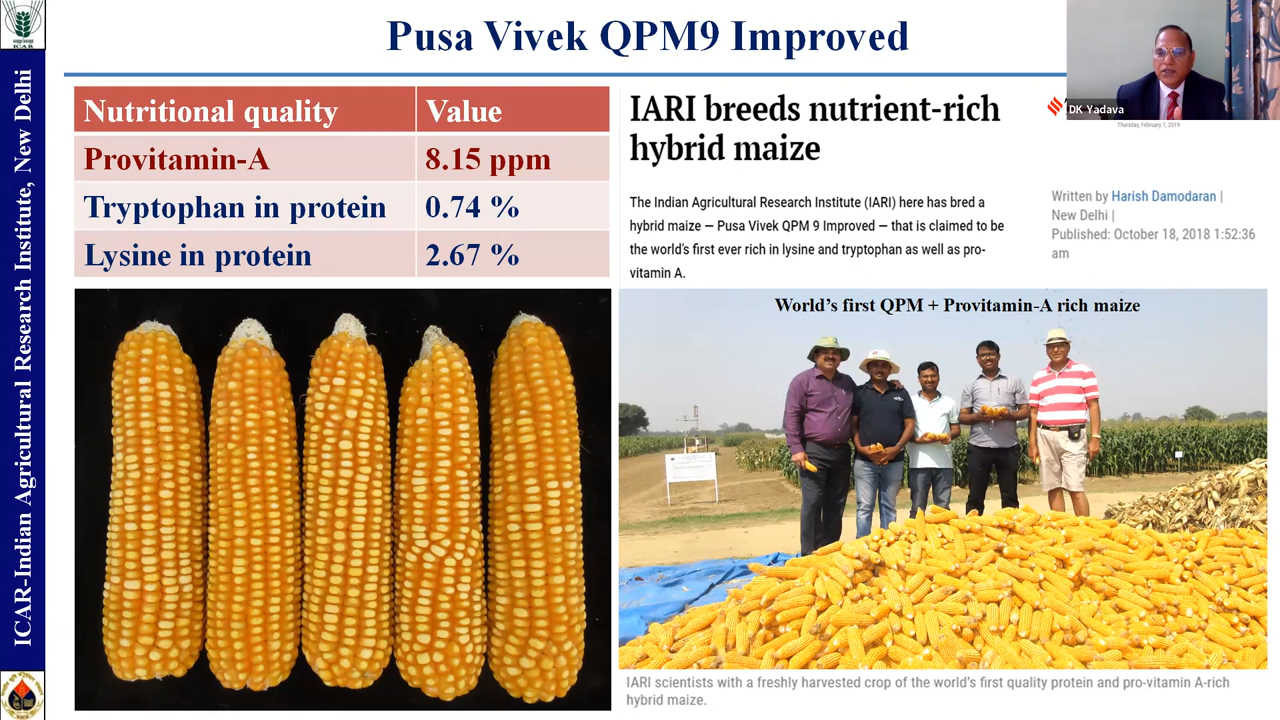 ICAR
ICAR-Indian Agricultural Research Institute, New Delhi
Pusa Vivek QPM9 Improved
Nutritional quality Value
Provitamin-A 8.15 ppm
Tryptophan in protein 0.74 %
Lysine in protein 2.67 %
IARI breeds nutrient-rich
hybrid maize
DK Yadava
Thursday, February 7, 2019
The Indian Agricultural Research Institute (IARI) here has bred a
hybrid maize — Pusa Vivek QPM 9 Improved — that is claimed to be
the world's first ever rich in lysine and tryptophan as well as pro-
vitamin A.
Written by Harish Damodaran |
New Delhi |
Published: October 18, 2018 1:52:36
am
World's first QPM + Provitamin-A rich maize
IARI scientists with a freshly harvested crop of the world's first quality protein and pro-vitamin A-rich
hybrid maize.